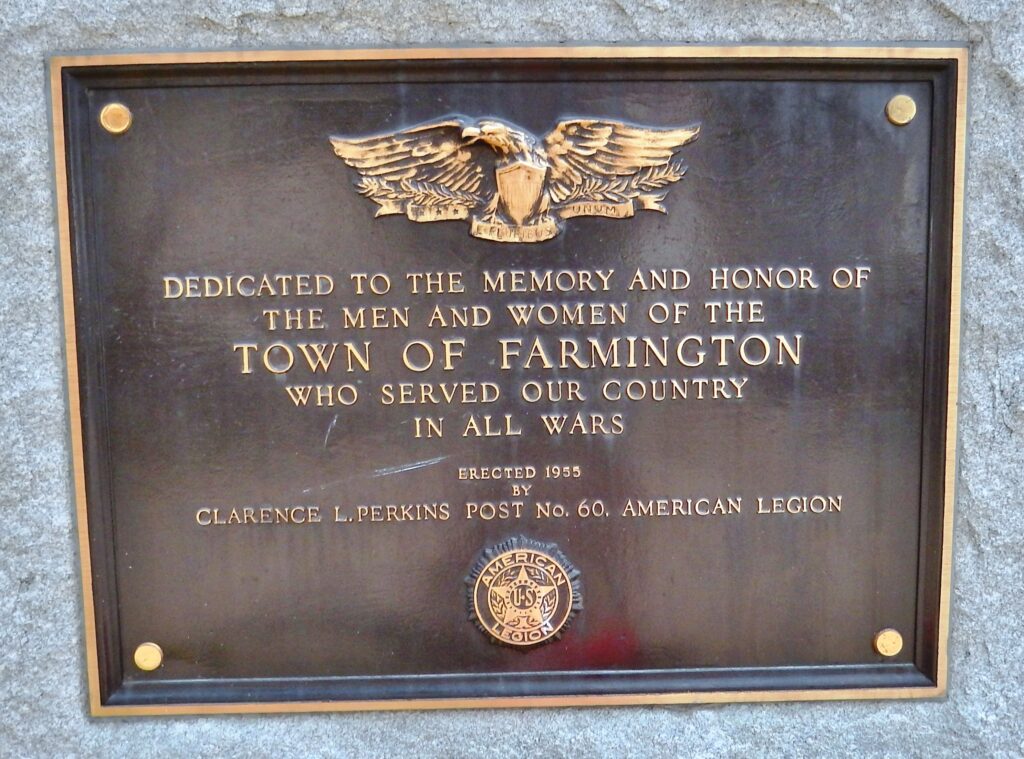 E PLURIBUS UNUM
DEDICATED TO THE MEMORY AND HONOR OF
THE MEN AND WOMEN OF THE
TOWN OF FARMINGTON
WHO SERVED OUR COUNTRY
IN ALL WARS
ERECTED 1955
BY
CLARENCE L. PERKINS POST No. 60, AMERICAN LEGION
AMERICAN
U·S
LEGION